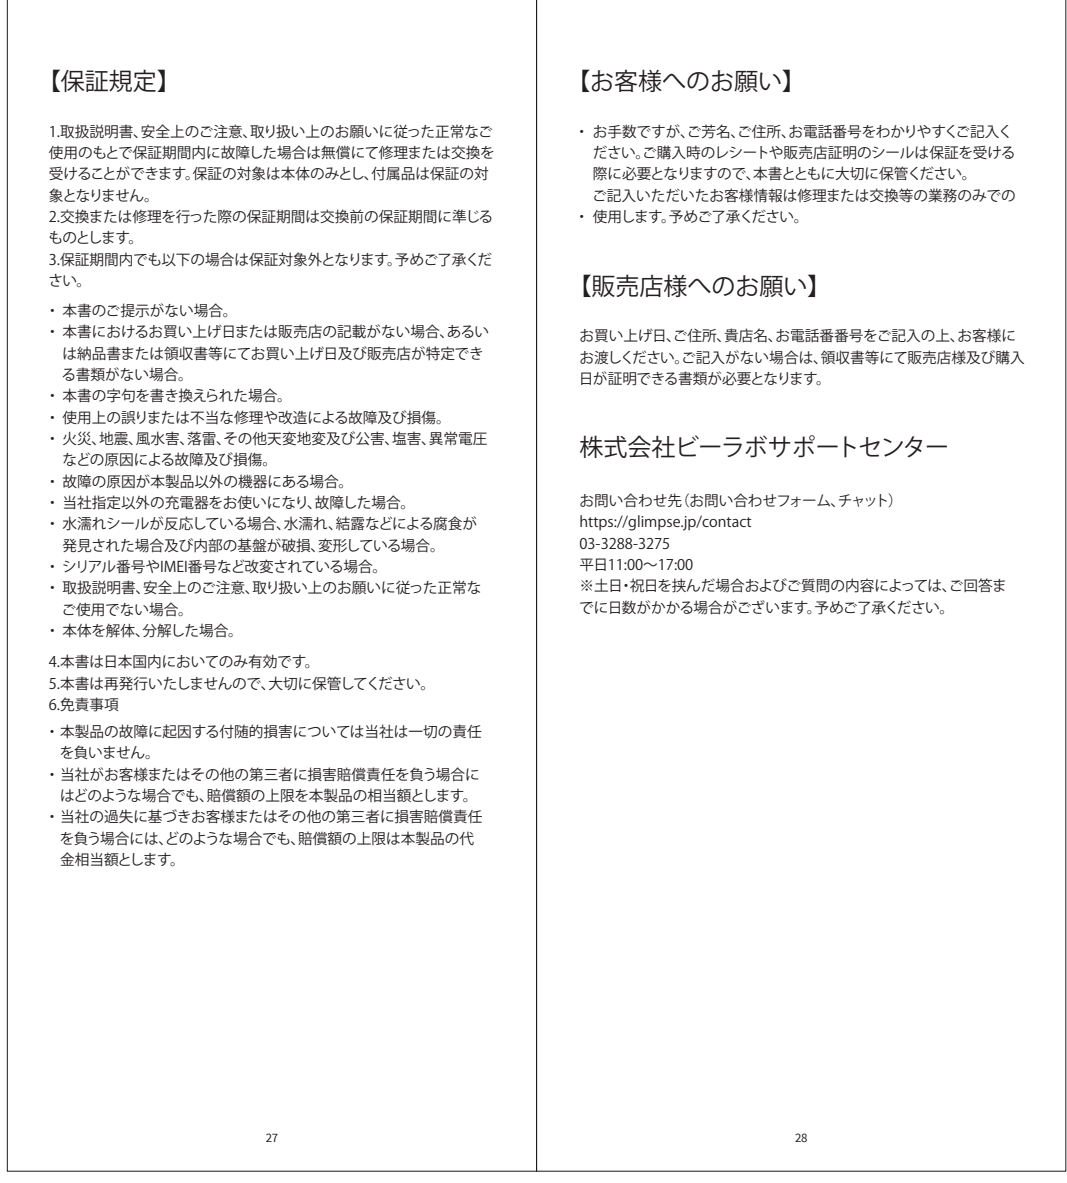 【保証規定】
1.取扱説明書、安全上のご注意、取り扱い上のお願いに従った正常なご
使用のもとで保証期間内に故障した場合は無償にて修理または交換を
受けることができます。保証の対象は本体のみとし、付属品は保証の対
象となりません。
2.交換または修理を行った際の保証期間は交換前の保証期間に準じる
ものとします。
3.保証期間内でも以下の場合は保証対象外となります。予めご了承くだ
さい。
・ 本書のご提示がない場合。
・ 本書におけるお買い上げ日または販売店の記載がない場合、あるい
は納品書または領収書等にてお買い上げ日及び販売店が特定でき
る書類がない場合。
・ 本書の字句を書き換えられた場合。
・ 使用上の誤りまたは不当な修理や改造による故障及び損傷。
・ 火災、地震、風水害、落雷、その他天変地変及び公害、塩害、異常電圧
などの原因による故障及び損傷。
・ 故障の原因が本製品以外の機器にある場合。
・ 当社指定以外の充電器をお使いになり、故障した場合。
・ 水濡れシールが反応している場合、水濡れ、結露などによる腐食が
発見された場合及び内部の基盤が破損、変形している場合。
・ シリアル番号やIMEI番号など改変されている場合。
・ 取扱説明書、安全上のご注意、取り扱い上のお願いに従った正常な
ご使用でない場合。
・ 本体を解体、分解した場合。
4.本書は日本国内においてのみ有効です。
5.本書は再発行いたしませんので、大切に保管してください。
6.免責事項
・ 本製品の故障に起因する付随的損害については当社は一切の責任
を負いません。
・ 当社がお客様またはその他の第三者に損害賠償責任を負う場合に
はどのような場合でも、賠償額の上限を本製品の相当額とします。
・ 当社の過失に基づきお客様またはその他の第三者に損害賠償責任
を負う場合には、どのような場合でも、賠償額の上限は本製品の代
金相当額とします。
27
【お客様へのお願い】
・ お手数ですが、ご芳名、ご住所、お電話番号をわかりやすくご記入く
ださい。ご購入時のレシートや販売店証明のシールは保証を受ける
際に必要となりますので、本書とともに大切に保管ください。
ご記入いただいたお客様情報は修理または交換等の業務のみでの
・ 使用します。予めご了承ください。
【販売店様へのお願い】
お買い上げ日、ご住所、貴店名、お電話番番号をご記入の上、お客様に
お渡しください。ご記入がない場合は、領収書等にて販売店様及び購入
日が証明できる書類が必要となります。
株式会社ビーラボサポートセンター
お問い合わせ先（お問い合わせフォーム、チャット）
https://glimpse.jp/contact
03-3288-3275
平日11:00～17:00
※土日・祝日を挟んだ場合およびご質問の内容によっては、ご回答ま
でに日数がかかる場合がございます。予めご了承ください。
28